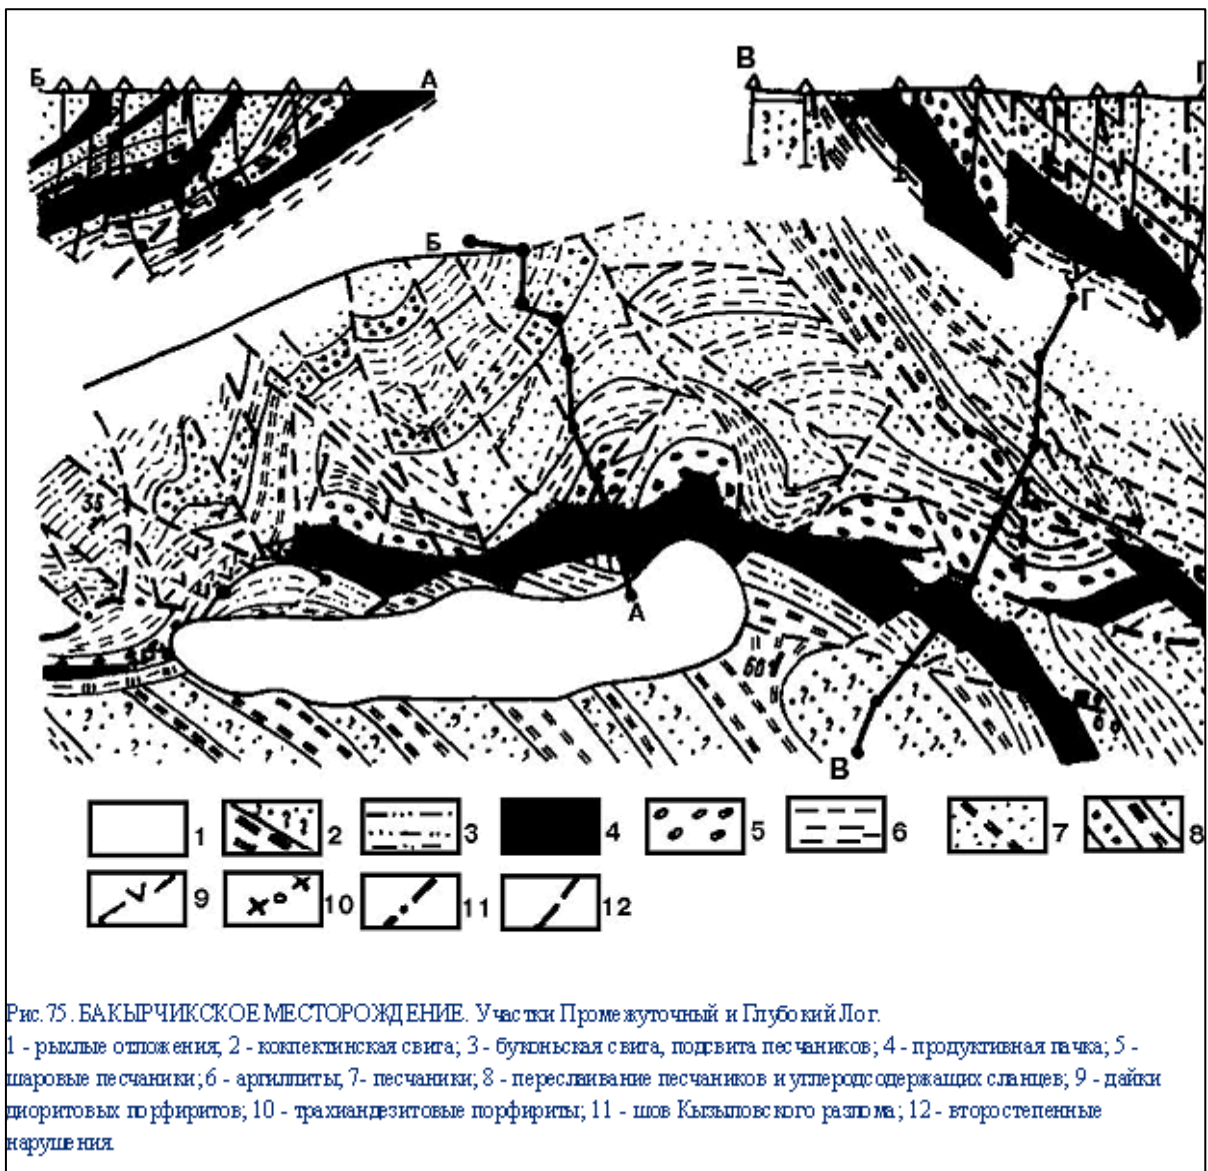 Б
А
В
Г
Б
Г
35
А
60
В
1
2
3
4
5
6
7
8
9
10
11
12
Рис.75. БАКЫРЧИКСКОЕ МЕСТОРОЖДЕНИЕ. Участки Промежуточный и Глубокий Лог.
1 - рыхлые отложения; 2 - кокпектинская свита; 3 - буконьская свита, подсвита песчаников; 4 - продуктивная пачка; 5 -
шаровые песчаники; 6 - аргиллиты; 7- песчаники; 8 - переслаивание песчаников и углеродсодержащих сланцев; 9 - дайки
диоритовых порфиритов; 10 - трахиандезитовые порфириты; 11 - шов Кызыловского разлома; 12 - второстепенные
нарушения.